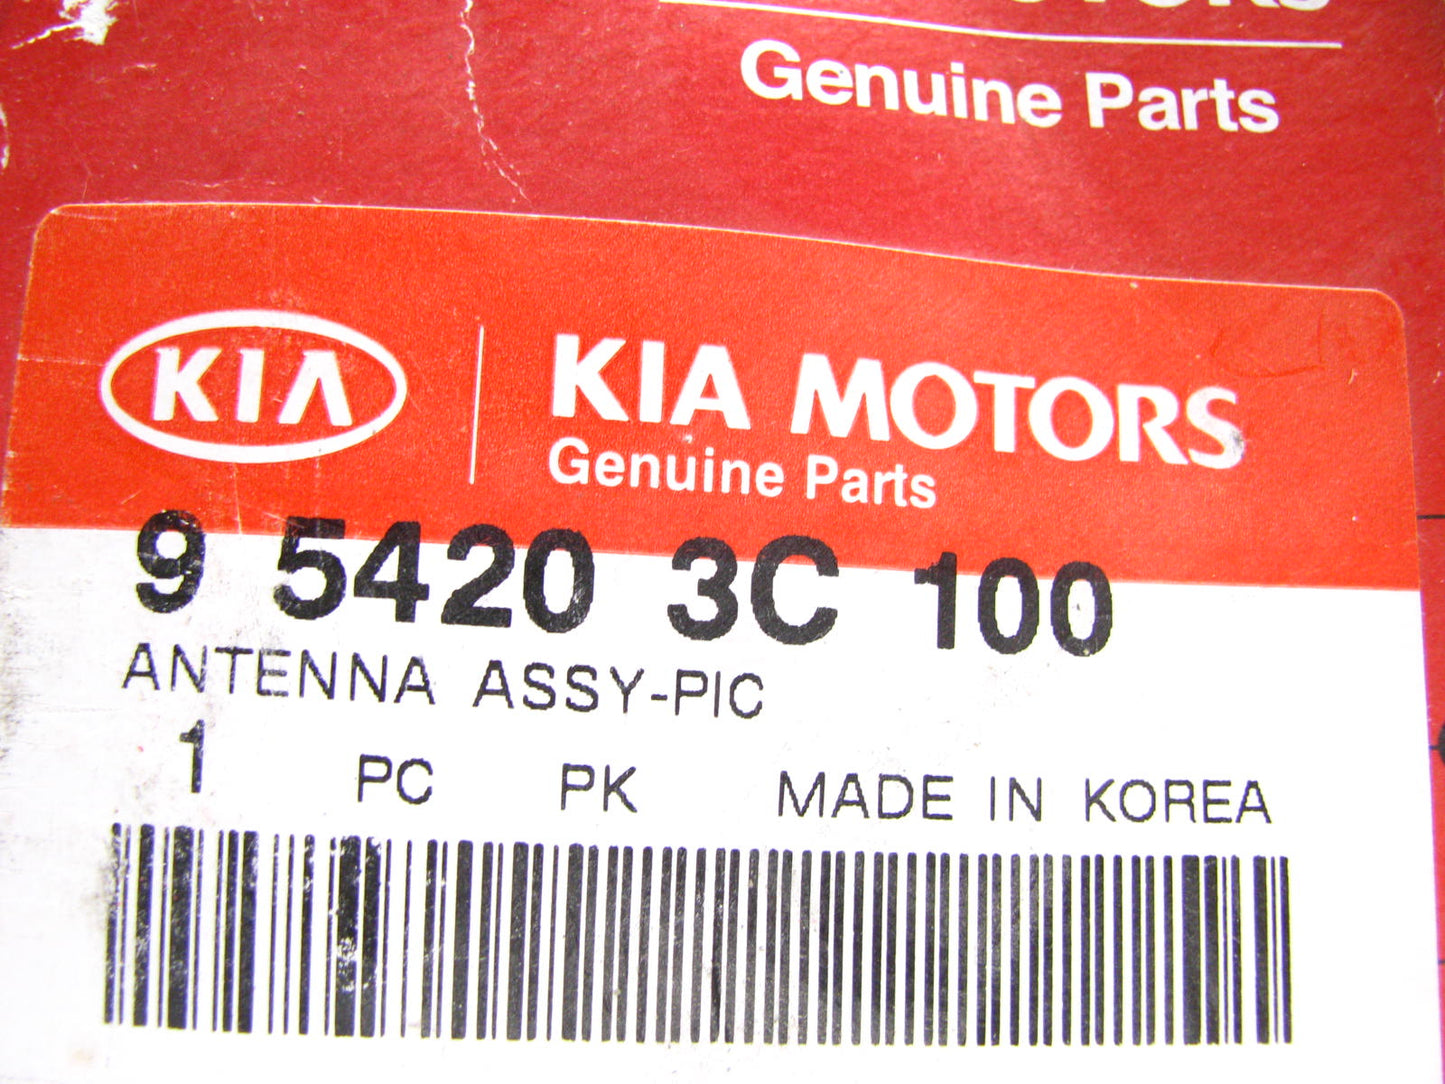 Genuine Parts
KIA
KIA MOTORS
Genuine Parts
9 5420 3C 100
ANTENNA ASSY-PIC
1 PC PK MADE IN KOREA